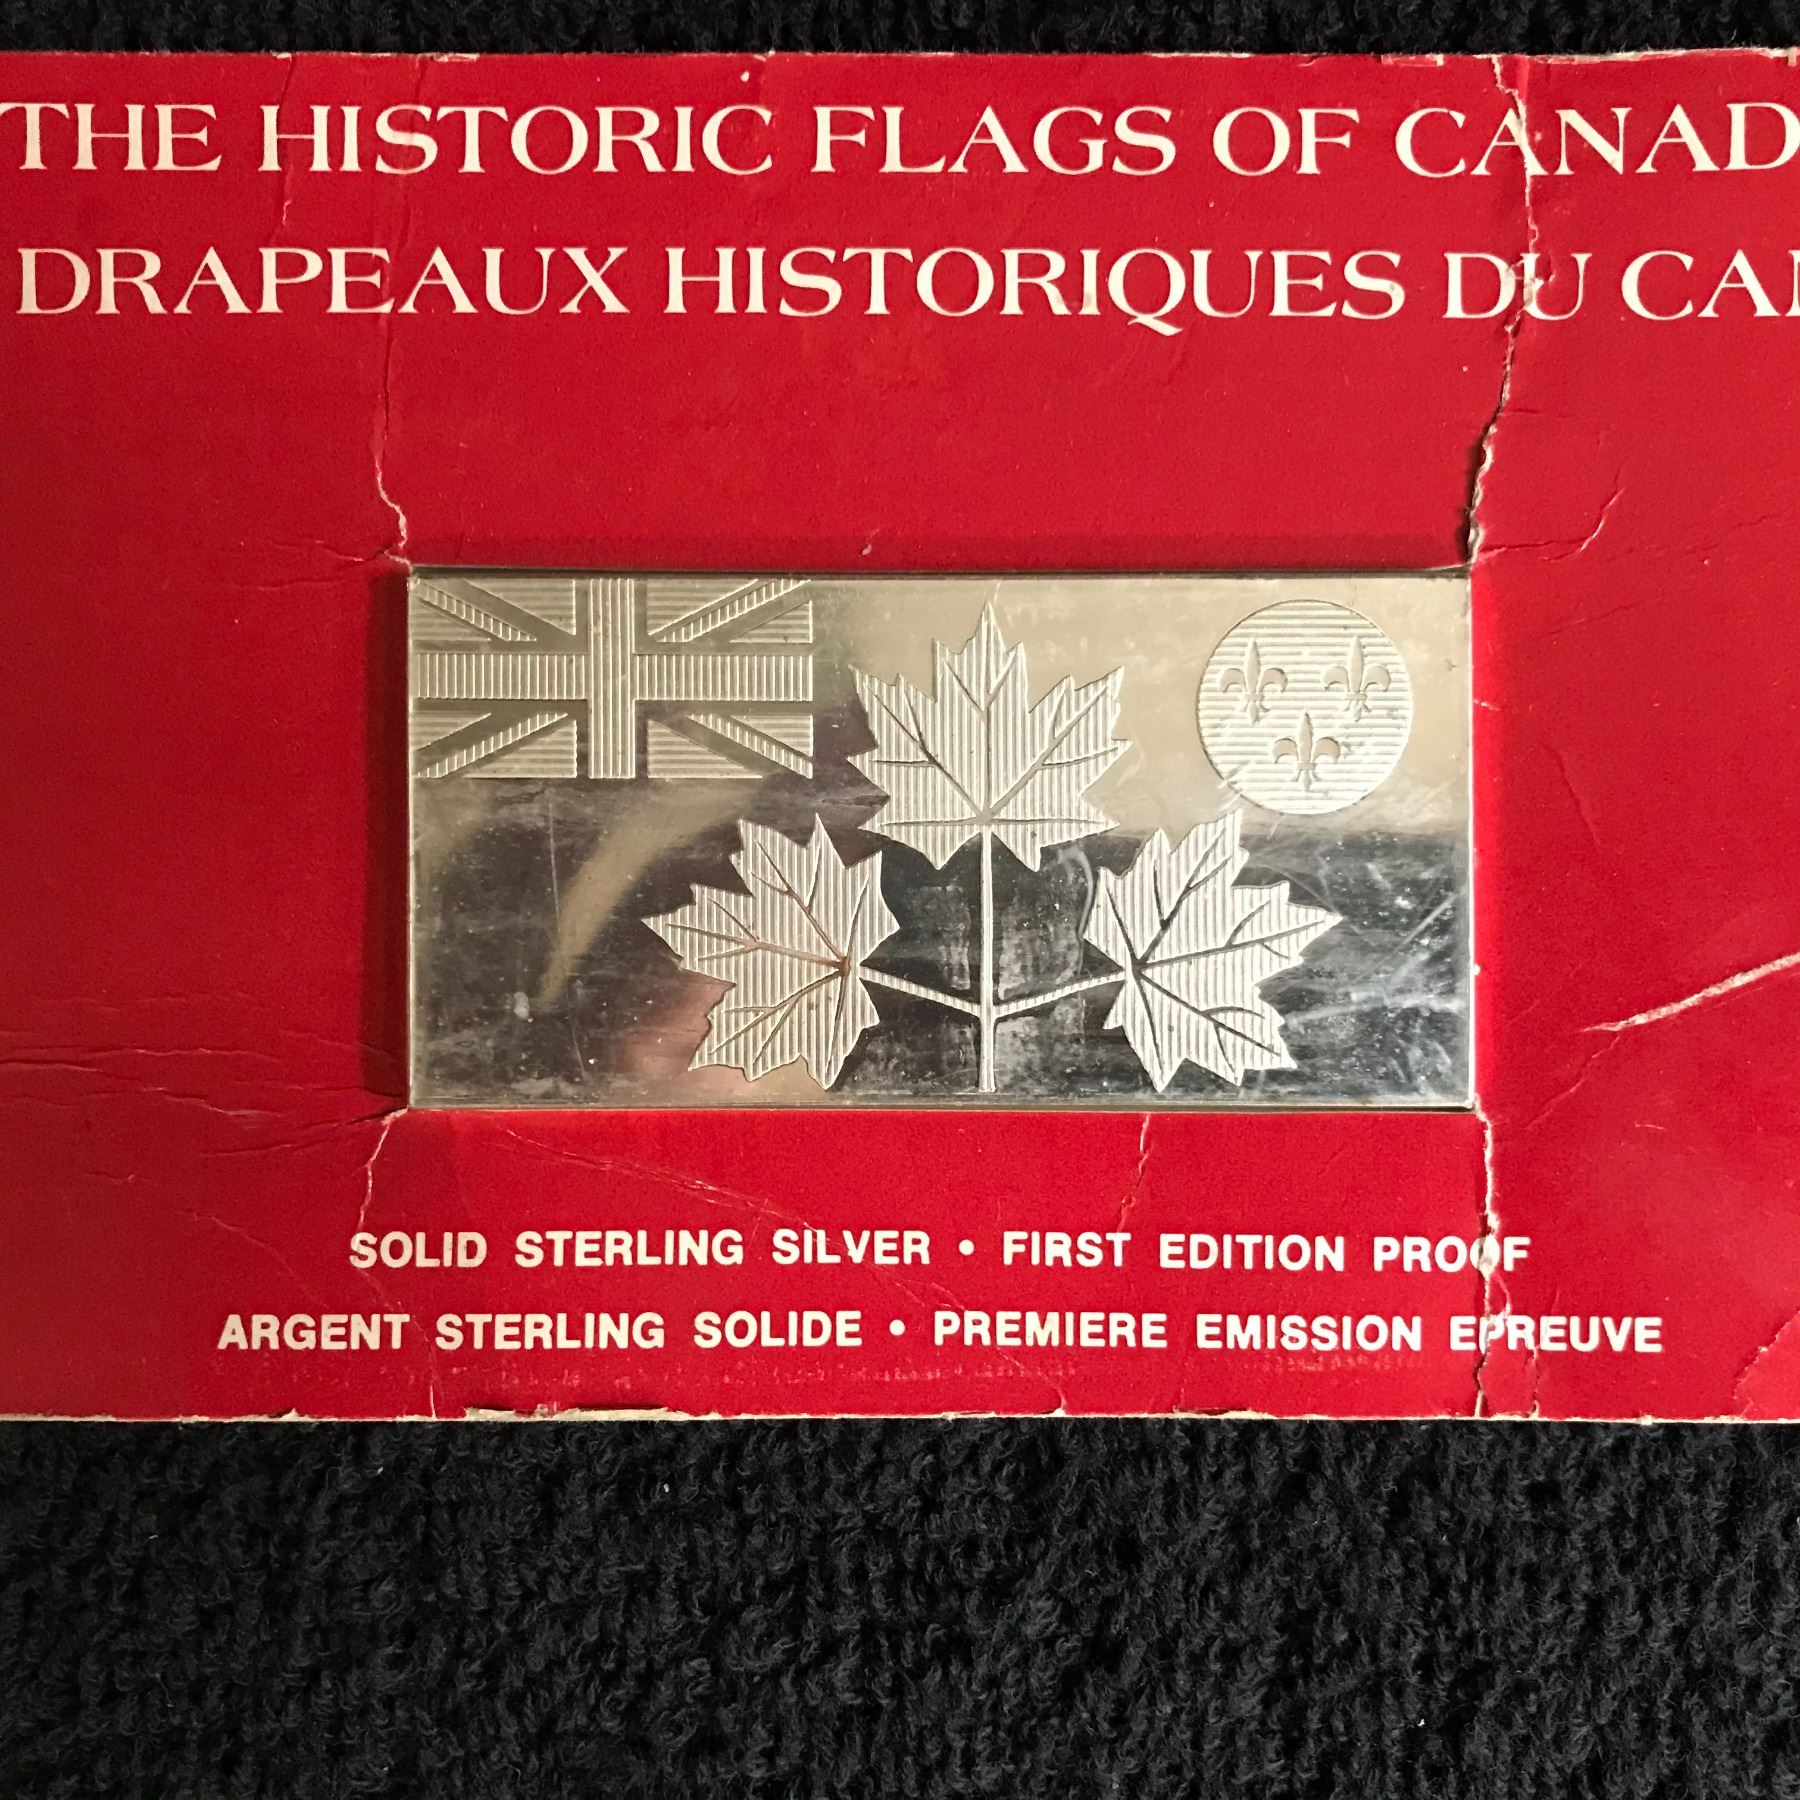 THE HISTORIC FLAGS OF CANAD
DRAPEAUX HISTORIQUES DU CAN
SOLID STERLING SILVER • FIRST EDITION PROOF
ARGENT STERLING SOLIDE • PREMIERE EMISSION EPREUVE